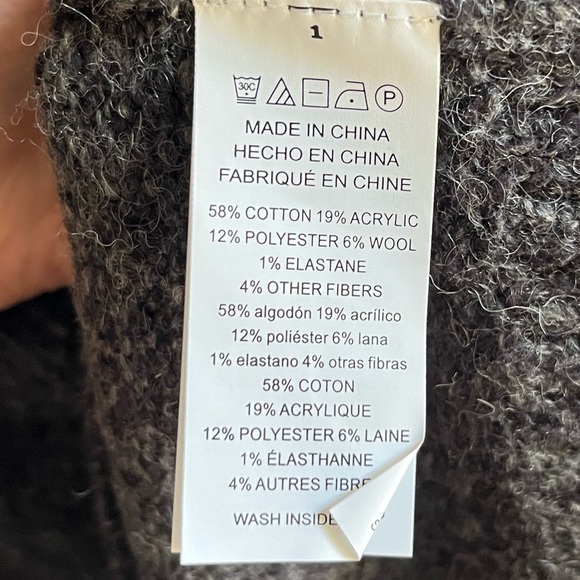 1
30C P
MADE IN CHINA
HECHO EN CHINA
FABRIQUÉ EN CHINE
58% COTTON 19% ACRYLIC
12% POLYESTER 6% WOOL
1% ELASTANE
4% OTHER FIBERS
58% algodón 19% acrílico
12% poliéster 6% lana
1% elastano 4% otras fibras
58% COTON
19% ACRYLIQUE
12% POLYESTER 6% LAINE
1% ÉLASTHANNE
4% AUTRES FIBR
WASH INSIDE